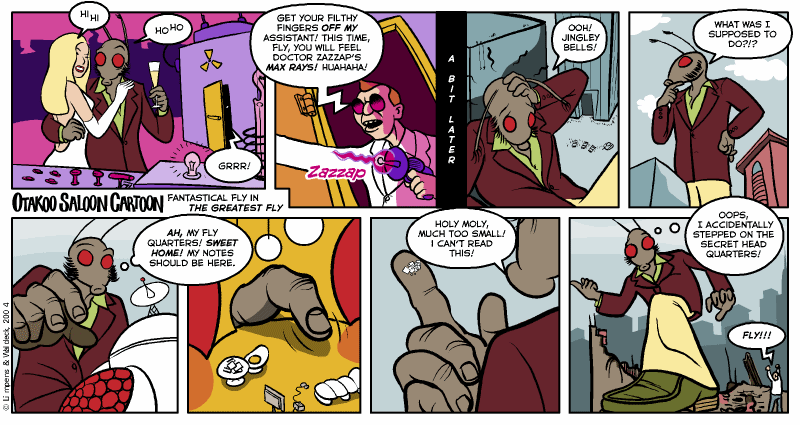 HI
HI
HO HO
GRRR!
GET YOUR FILTHY
FINGERS OFF MY
ASSISTANT! THIS TIME,
FLY, YOU WILL FEEL
DOCTOR ZAZZAP'S
MAX RAYS! HUAHAHA!
Zazzap
A BIT LATER
OOH!
JINGLEY
BELLS!
WHAT WAS I
SUPPOSED TO
DO?!?
OTAKOO SALOON CARTOON
FANTASTICAL FLY IN
THE GREATEST FLY
AH, MY FLY
QUARTERS! SWEET
HOME! MY NOTES
SHOULD BE HERE.
HOLY MOLY,
MUCH TOO SMALL!
I CAN'T READ
THIS!
OOPS,
I ACCIDENTALLY
STEPPED ON THE
SECRET HEAD
QUARTERS!
FLY!!!
© Limpens & Waldeck, 2004